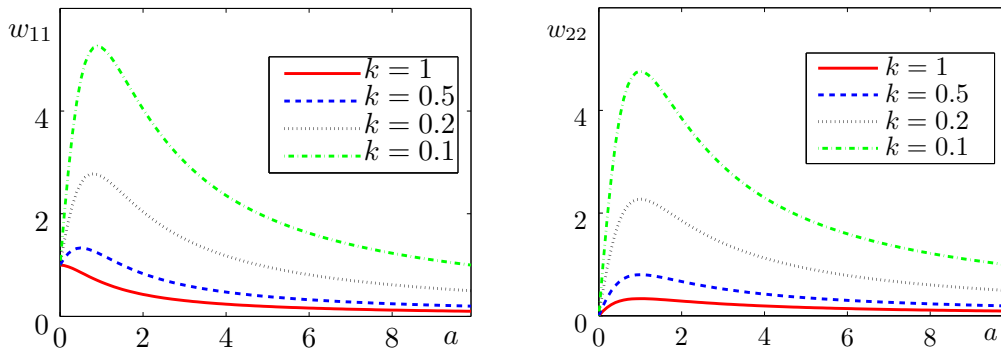 w11
k = 1
k = 0.5
4
k = 0.2
k = 0.1
2
0
0 2 4 6 8 a
w22
k = 1
k = 0.5
4
k = 0.2
k = 0.1
2
0
0 2 4 6 8 a